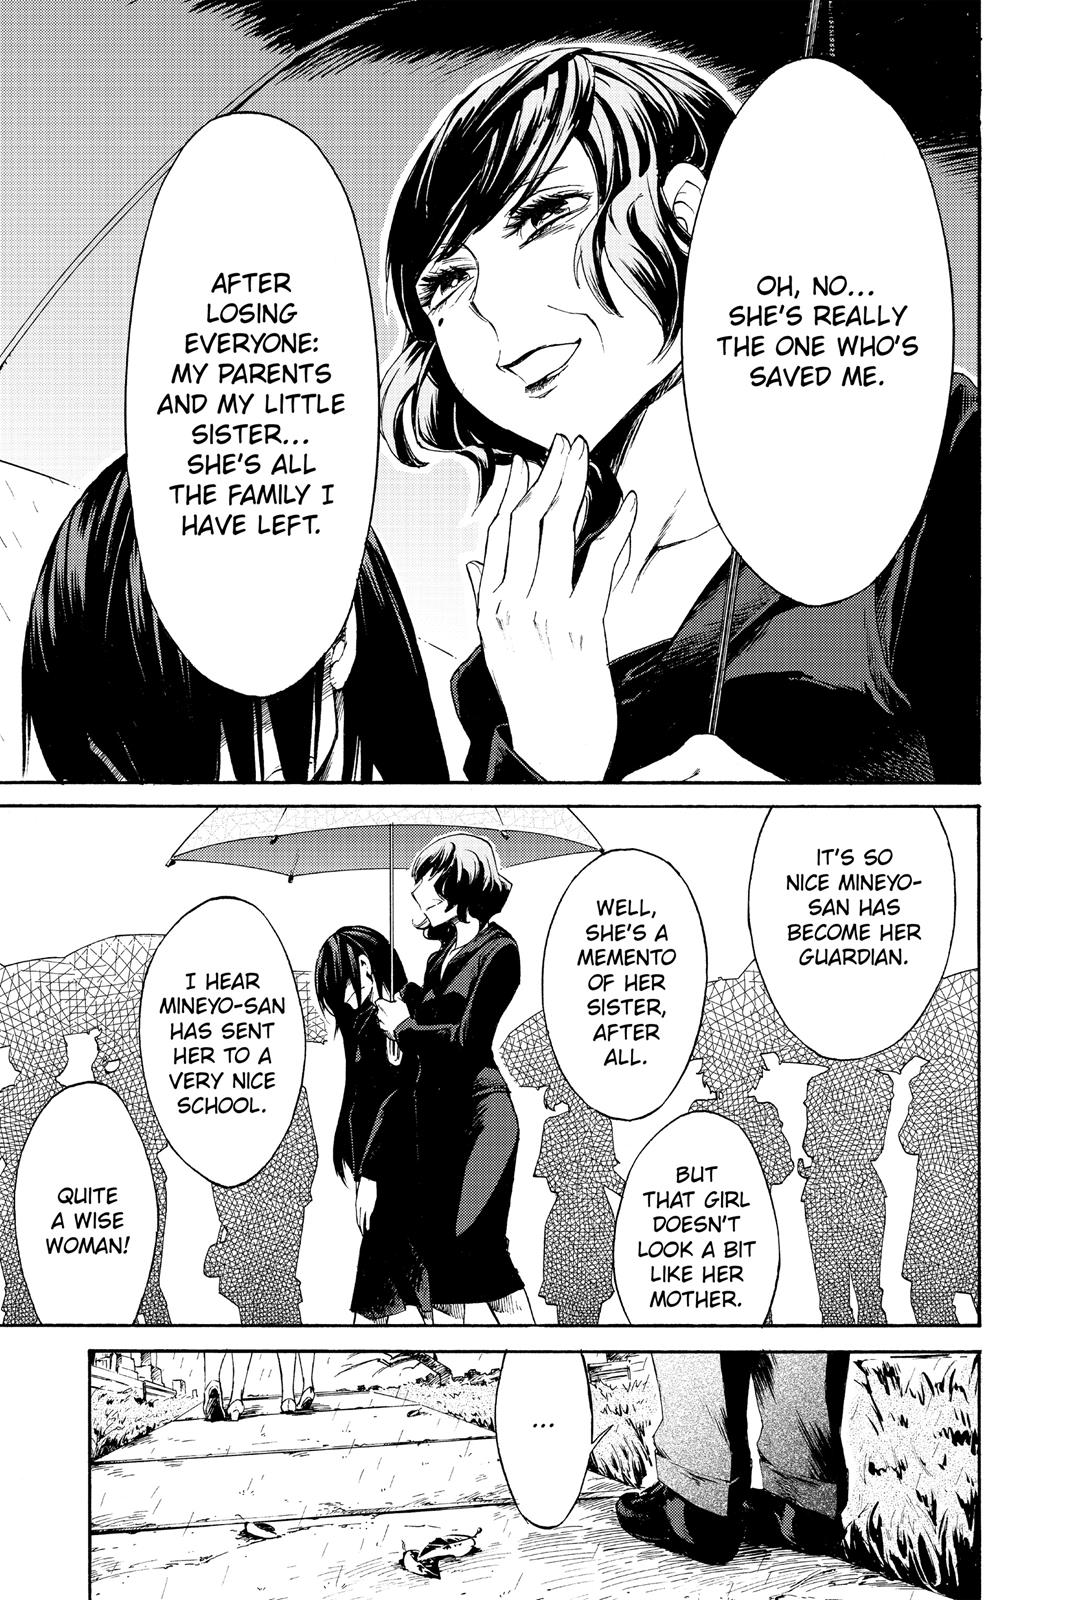 OH, NO...
SHE'S REALLY
THE ONE WHO'S
SAVED ME.
AFTER
LOSING
EVERYONE:
MY PARENTS
AND MY LITTLE
SISTER...
SHE'S ALL
THE FAMILY I
HAVE LEFT.
IT'S SO
NICE MINEYO-
SAN HAS
BECOME HER
GUARDIAN.
WELL,
SHE'S A
MEMENTO
OF HER
SISTER,
AFTER
ALL.
BUT
THAT GIRL
DOESN'T
LOOK A BIT
LIKE HER
MOTHER.
I HEAR
MINEYO-SAN
HAS SENT
HER TO A
VERY NICE
SCHOOL.
QUITE
A WISE
WOMAN!
...